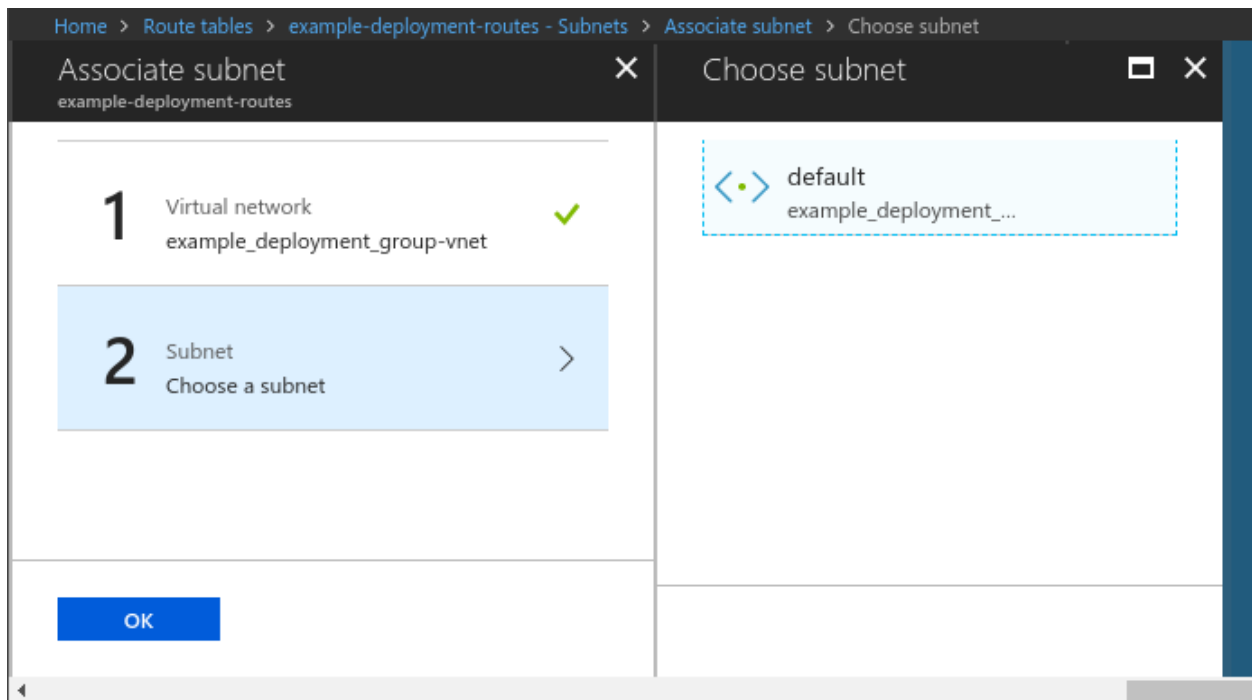 Home > Route tables > example-deployment-routes - Subnets > Associate subnet > Choose subnet
Associate subnet
example-deployment-routes
1
Virtual network
example_deployment_group-vnet
2
Subnet
Choose a subnet
OK
Choose subnet
default
example_deployment_...